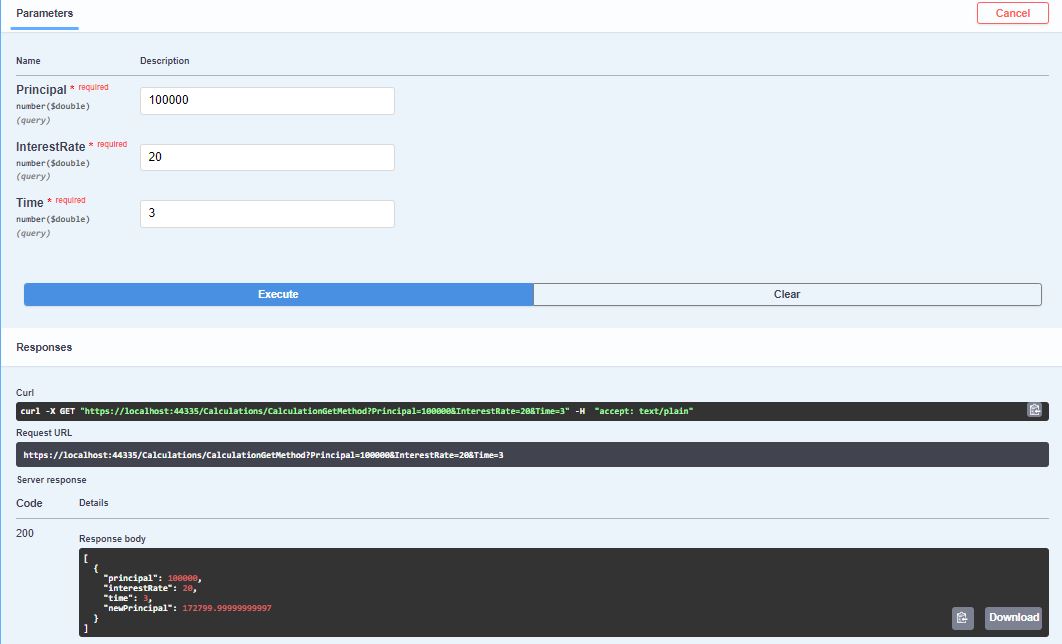 Parameters
Cancel
Name Description
Principal * required
number($double)
(query)
100000
InterestRate * required
number($double)
(query)
20
Time * required
number($double)
(query)
3
Execute Clear
Responses
Curl
curl -X GET "https://localhost:44335/Calculations/CalculationGetMethod?Principal=100000&InterestRate=20&Time=3" -H "accept: text/plain"
Request URL
https://localhost:44335/Calculations/CalculationGetMethod?Principal=100000&InterestRate=20&Time=3
Server response
Code Details
200
Response body
[
{
"principal": 100000,
"interestRate": 20,
"time": 3,
"newPrincipal": 172799.99999999997
}
]
Download